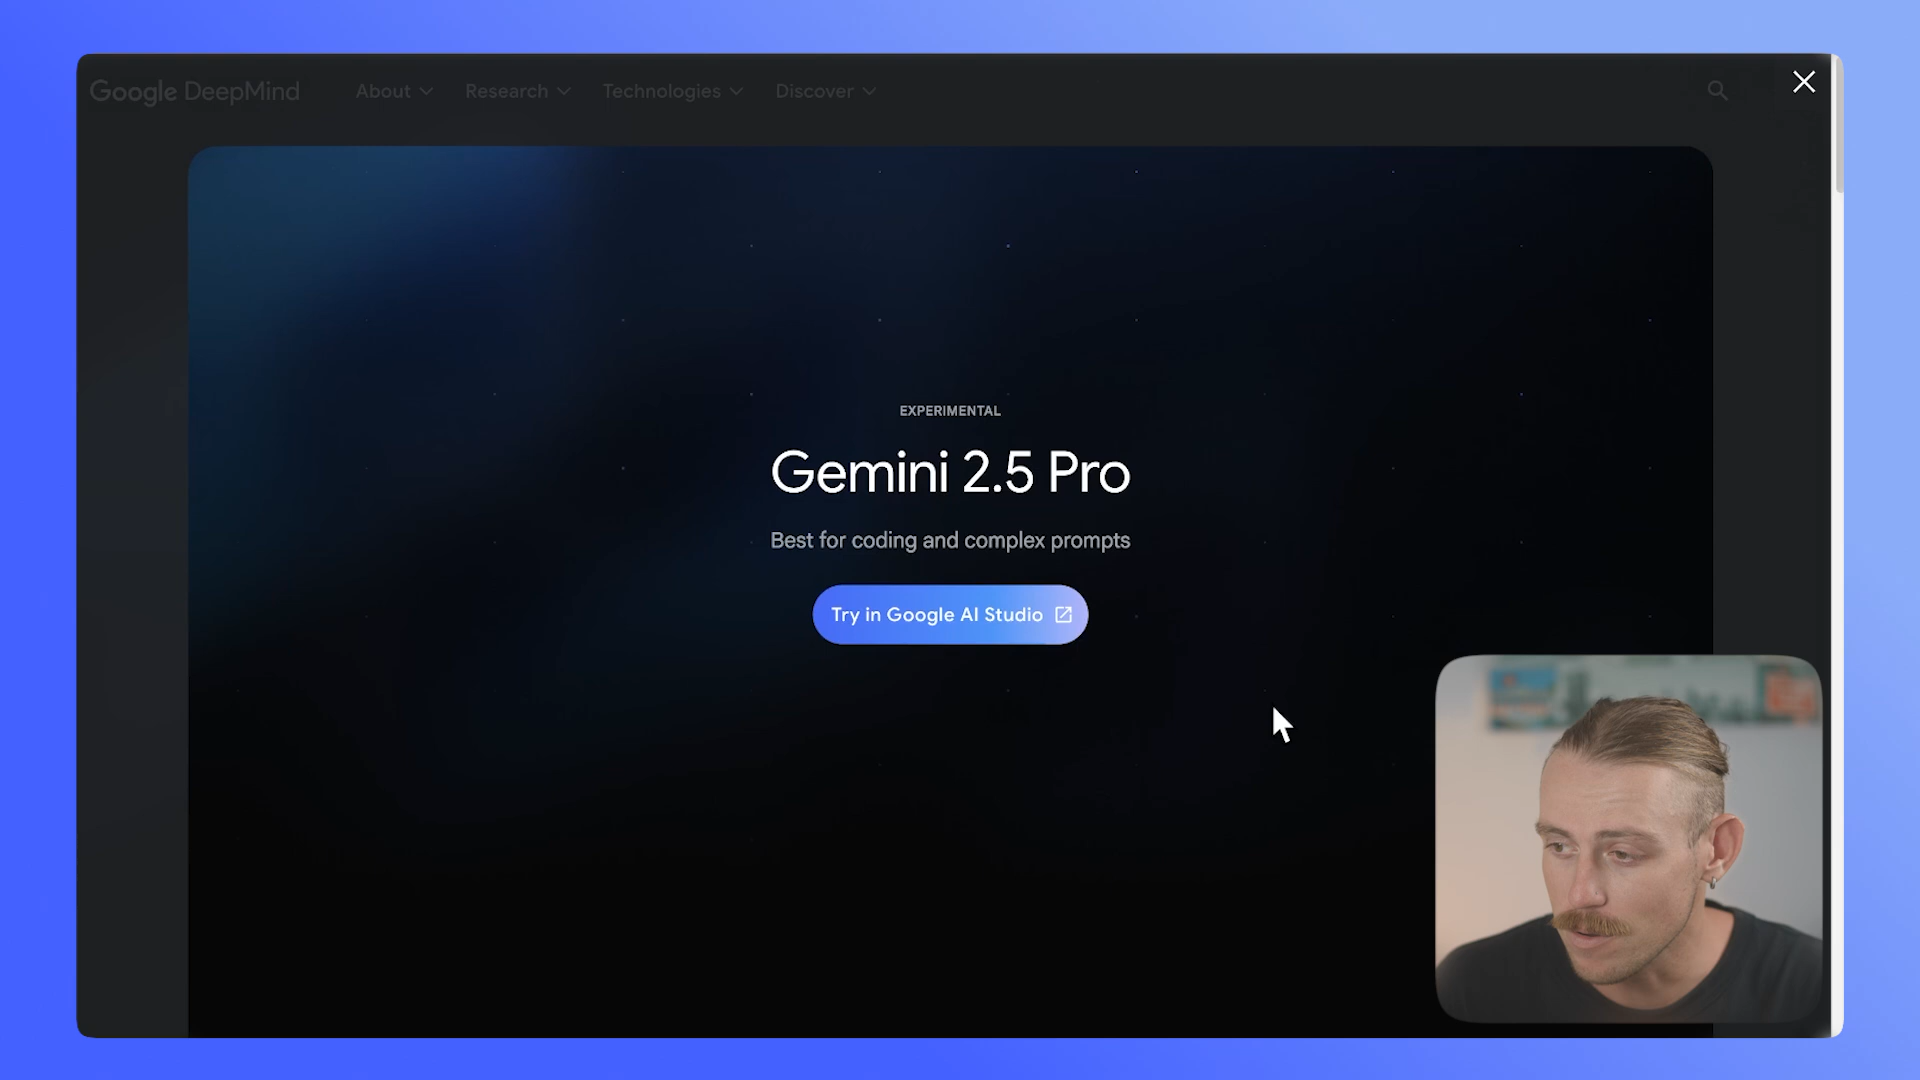 Google DeepMind About Research Technologies Discover
EXPERIMENTAL
Gemini 2.5 Pro
Best for coding and complex prompts
Try in Google AI Studio